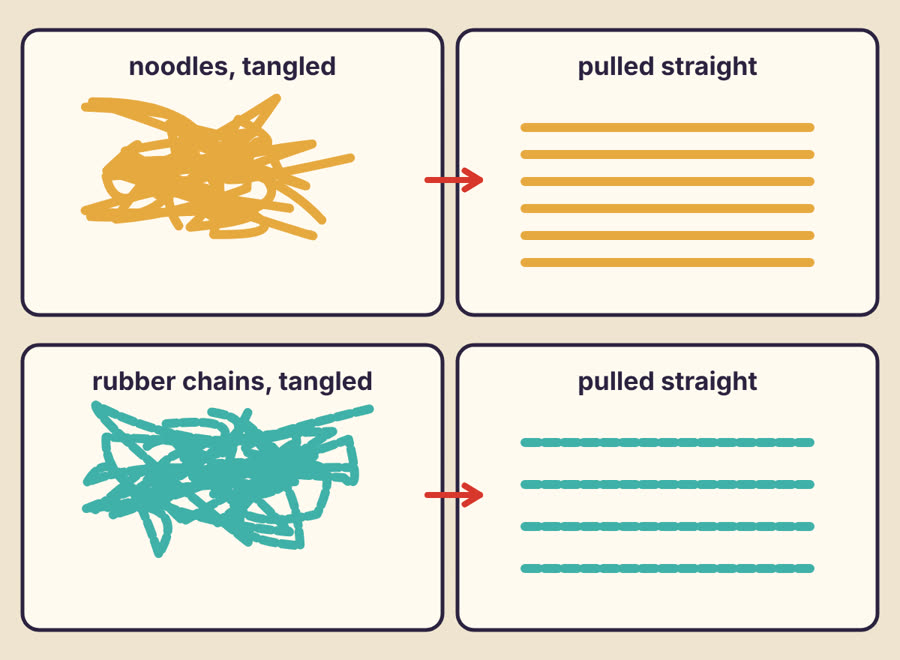 noodles, tangled
pulled straight
rubber chains, tangled
pulled straight